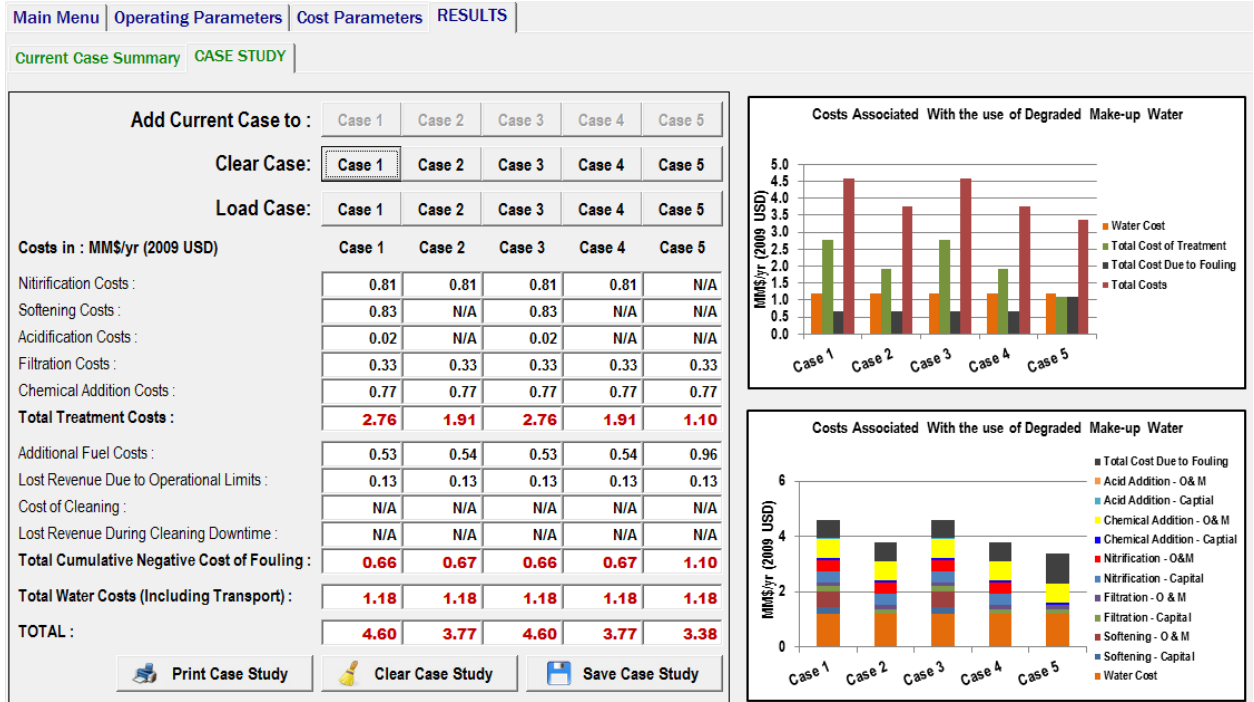 Main Menu Operating Parameters Cost Parameters RESULTS
Current Case Summary CASE STUDY
Add Current Case to : Case 1 Case 2 Case 3 Case 4 Case 5
Clear Case: Case 1 Case 2 Case 3 Case 4 Case 5
Load Case: Case 1 Case 2 Case 3 Case 4 Case 5
Costs in : MM$/yr (2009 USD) Case 1 Case 2 Case 3 Case 4 Case 5
Nitirification Costs : 0.81 0.81 0.81 0.81 N/A
Softening Costs : 0.83 N/A 0.83 N/A N/A
Acidification Costs : 0.02 N/A 0.02 N/A N/A
Filtration Costs : 0.33 0.33 0.33 0.33 0.33
Chemical Addition Costs : 0.77 0.77 0.77 0.77 0.77
Total Treatment Costs : 2.76 1.91 2.76 1.91 1.10
Additional Fuel Costs : 0.53 0.54 0.53 0.54 0.96
Lost Revenue Due to Operational Limits : 0.13 0.13 0.13 0.13 0.13
Cost of Cleaning : N/A N/A N/A N/A N/A
Lost Revenue During Cleaning Downtime : N/A N/A N/A N/A N/A
Total Cumulative Negative Cost of Fouling : 0.66 0.67 0.66 0.67 1.10
Total Water Costs (Including Transport) : 1.18 1.18 1.18 1.18 1.18
TOTAL : 4.60 3.77 4.60 3.77 3.38
Print Case Study Clear Case Study Save Case Study
Costs Associated With the use of Degraded Make-up Water
MM$/yr (2009 USD)
5.0
4.5
4.0
3.5
3.0
2.5
2.0
1.5
1.0
0.5
0.0
Case 1 Case 2 Case 3 Case 4 Case 5
Water Cost
Total Cost of Treatment
Total Cost Due to Fouling
Total Costs
Costs Associated With the use of Degraded Make-up Water
MM$/yr (2009 USD)
6
4
2
0
Case 1 Case 2 Case 3 Case 4 Case 5
Total Cost Due to Fouling
Acid Addition - O& M
Acid Addition - Captial
Chemical Addition - O& M
Chemical Addition - Captial
Nitrification - O&M
Nitrification - Capital
Filtration - O & M
Filtration - Capital
Softening - O & M
Softening - Capital
Water Cost